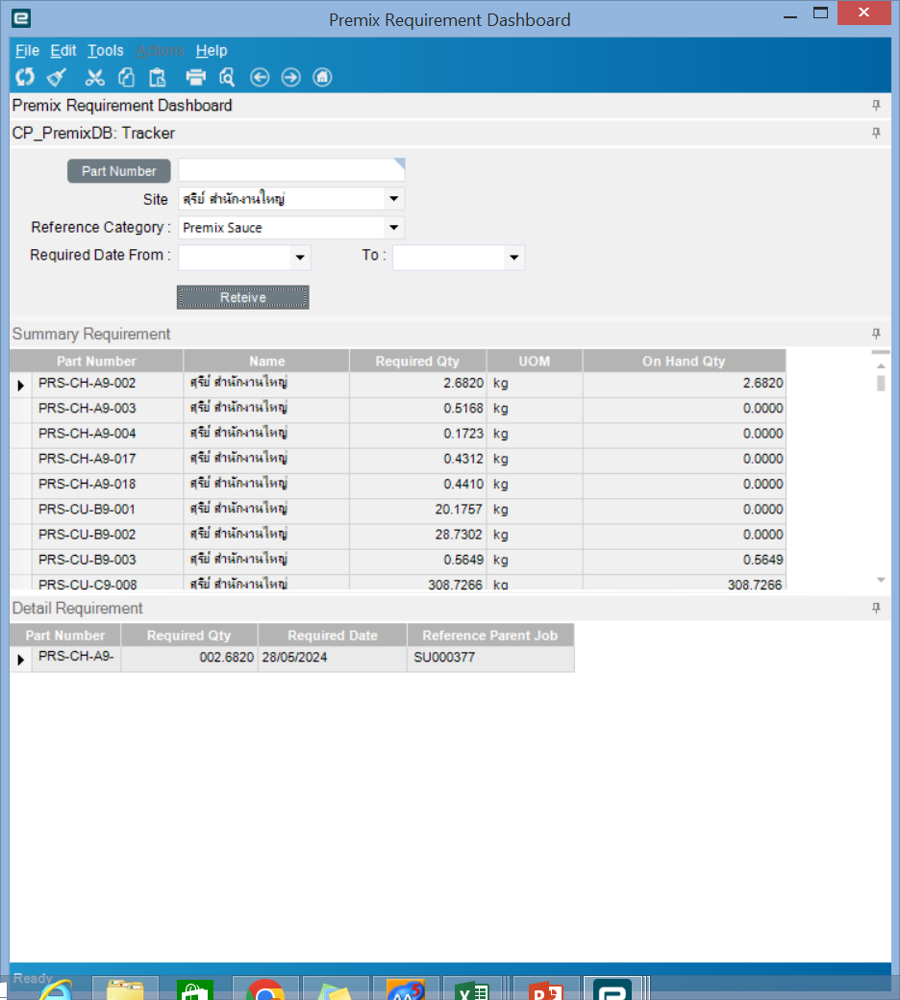 Premix Requirement Dashboard
File Edit Tools Actions Help
Premix Requirement Dashboard
CP_PremixDB: Tracker
Part Number
Site สุรีย์ สำนักงานใหญ่
Reference Category : Premix Sauce
Required Date From : To :
Reteive
Summary Requirement
Part Number Name Required Qty UOM On Hand Qty
PRS-CH-A9-002 สุรีย์ สำนักงานใหญ่ 2.6820 kg 2.6820
PRS-CH-A9-003 สุรีย์ สำนักงานใหญ่ 0.5168 kg 0.0000
PRS-CH-A9-004 สุรีย์ สำนักงานใหญ่ 0.1723 kg 0.0000
PRS-CH-A9-017 สุรีย์ สำนักงานใหญ่ 0.4312 kg 0.0000
PRS-CH-A9-018 สุรีย์ สำนักงานใหญ่ 0.4410 kg 0.0000
PRS-CU-B9-001 สุรีย์ สำนักงานใหญ่ 20.1757 kg 0.0000
PRS-CU-B9-002 สุรีย์ สำนักงานใหญ่ 28.7302 kg 0.0000
PRS-CU-B9-003 สุรีย์ สำนักงานใหญ่ 0.5649 kg 0.5649
PRS-CU-C9-008 สุรีย์ สำนักงานใหญ่ 308.7266 kg 308.7266
Detail Requirement
Part Number Required Qty Required Date Reference Parent Job
PRS-CH-A9- 002.6820 28/05/2024 SU000377
Ready